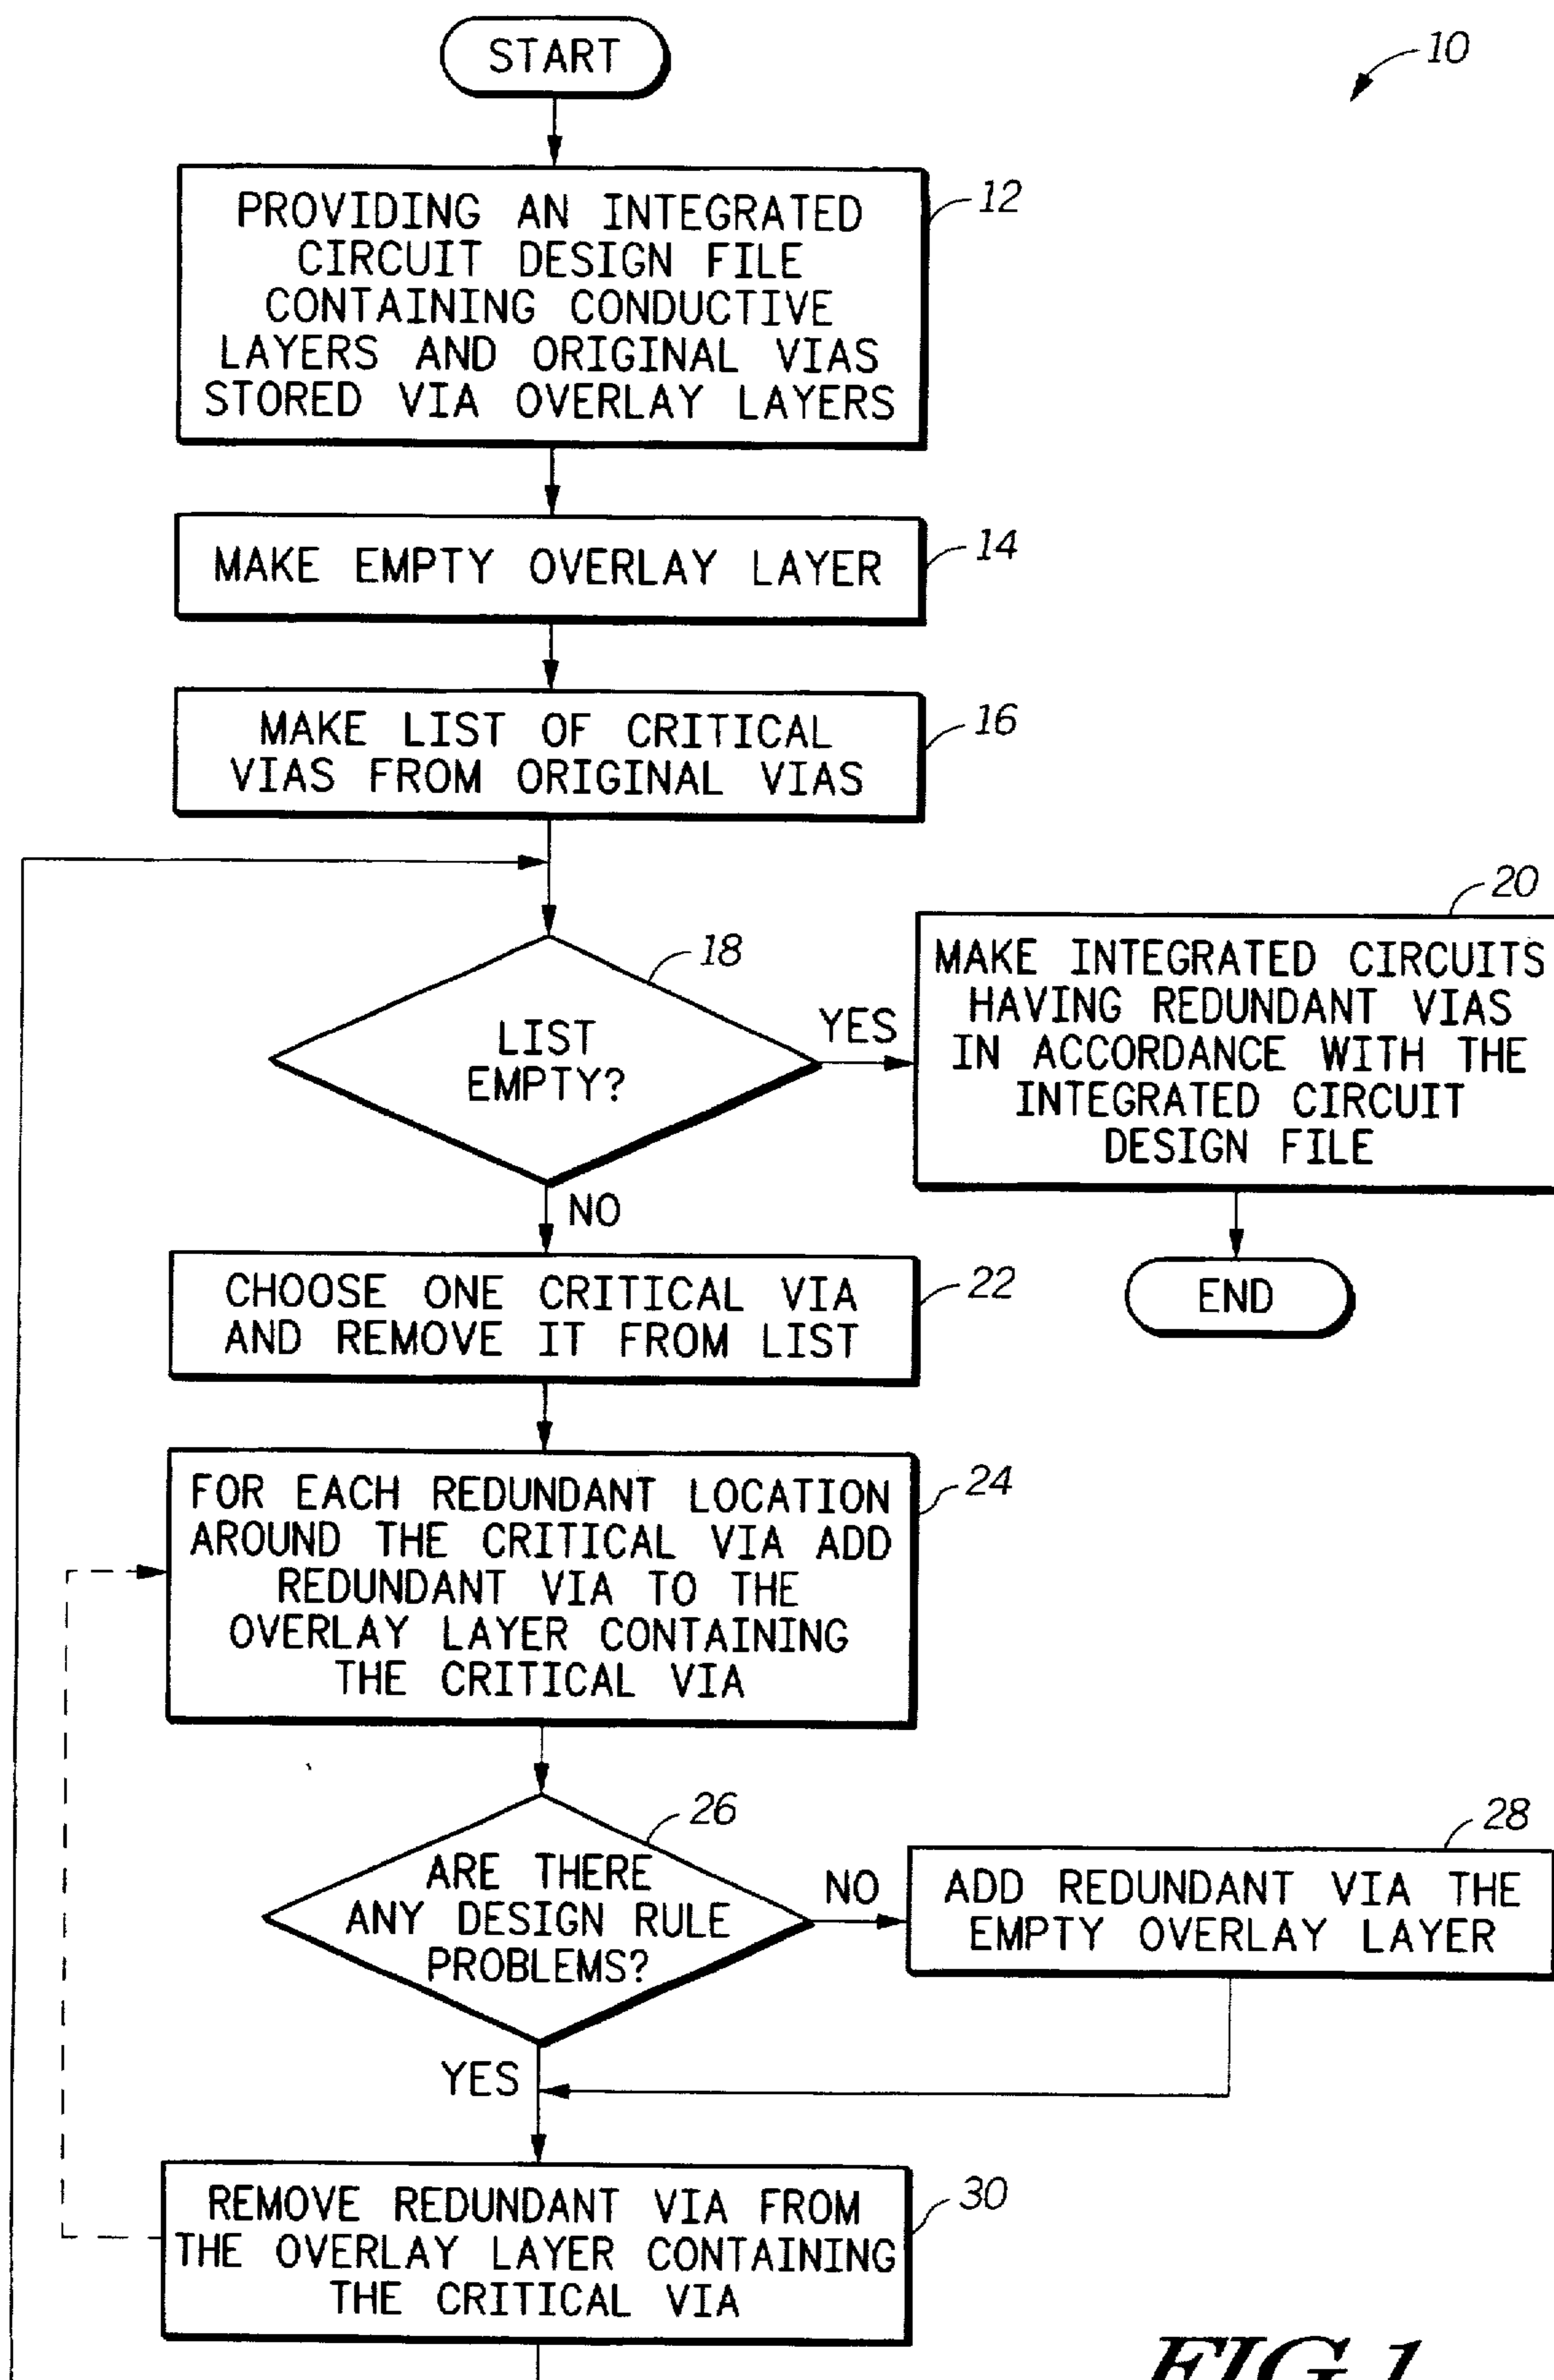 START
10
PROVIDING AN INTEGRATED
CIRCUIT DESIGN FILE
CONTAINING CONDUCTIVE
LAYERS AND ORIGINAL VIAS
STORED VIA OVERLAY LAYERS
12
MAKE EMPTY OVERLAY LAYER
14
MAKE LIST OF CRITICAL
VIAS FROM ORIGINAL VIAS
16
LIST
EMPTY?
18
YES
MAKE INTEGRATED CIRCUITS
HAVING REDUNDANT VIAS
IN ACCORDANCE WITH THE
INTEGRATED CIRCUIT
DESIGN FILE
20
END
NO
CHOOSE ONE CRITICAL VIA
AND REMOVE IT FROM LIST
22
FOR EACH REDUNDANT LOCATION
AROUND THE CRITICAL VIA ADD
REDUNDANT VIA TO THE
OVERLAY LAYER CONTAINING
THE CRITICAL VIA
24
ARE THERE
ANY DESIGN RULE
PROBLEMS?
26
NO
ADD REDUNDANT VIA THE
EMPTY OVERLAY LAYER
28
YES
REMOVE REDUNDANT VIA FROM
THE OVERLAY LAYER CONTAINING
THE CRITICAL VIA
30
FIG.1